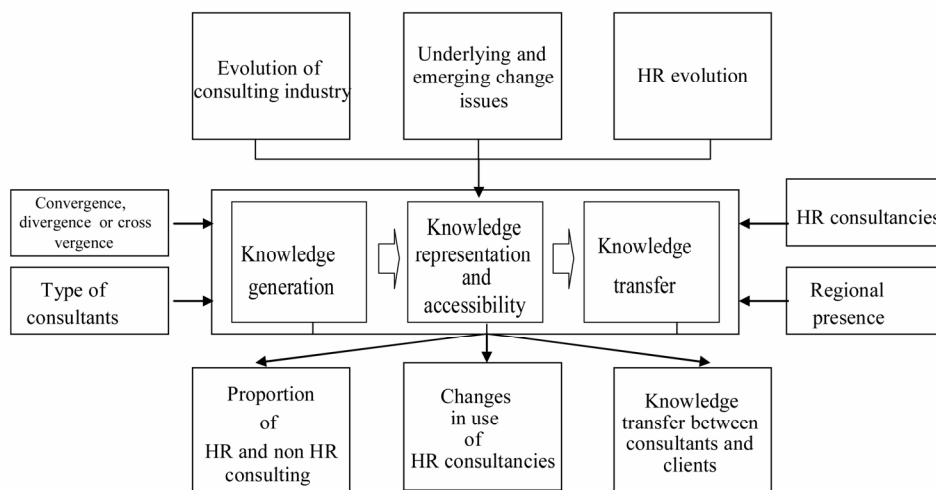 Evolution of
consulting industry
Underlying and
emerging change
issues
HR evolution
Convergence,
divergence or cross
vergence
Type of
consultants
Knowledge
generation
Knowledge
representation
and
accessibility
Knowledge
transfer
HR consultancies
Regional
presence
Proportion
of
HR and non HR
consulting
Changes
in use
of
HR consultancies
Knowledge
transfer between
consultants and
clients